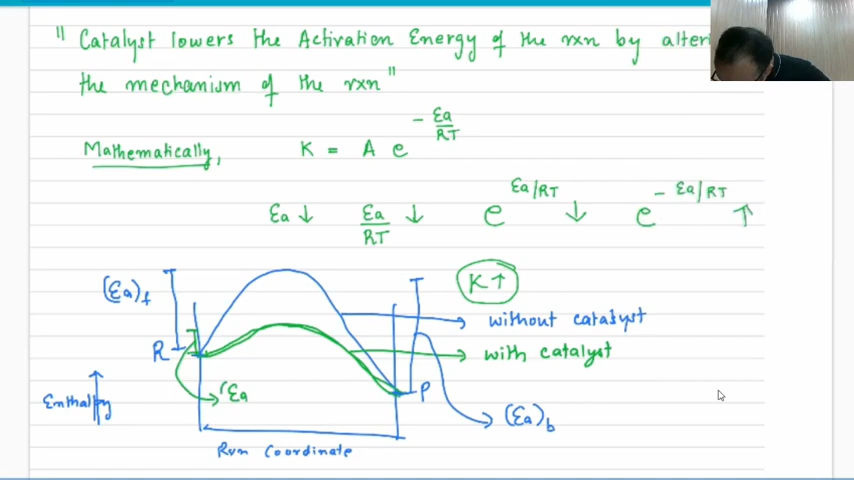 " Catalyst lowers the Activation Energy of the rxn by alteri
the mechanism of the rxn"
Mathematically, K = A e^{-Ea/RT}
Ea ↓ Ea/RT ↓ e^{Ea/RT} ↓ e^{-Ea/RT} ↑
(Ea)f
K↑
without catalyst
R
with catalyst
'Ea
P
Enthalpy
(Ea)b
Rxn Coordinate